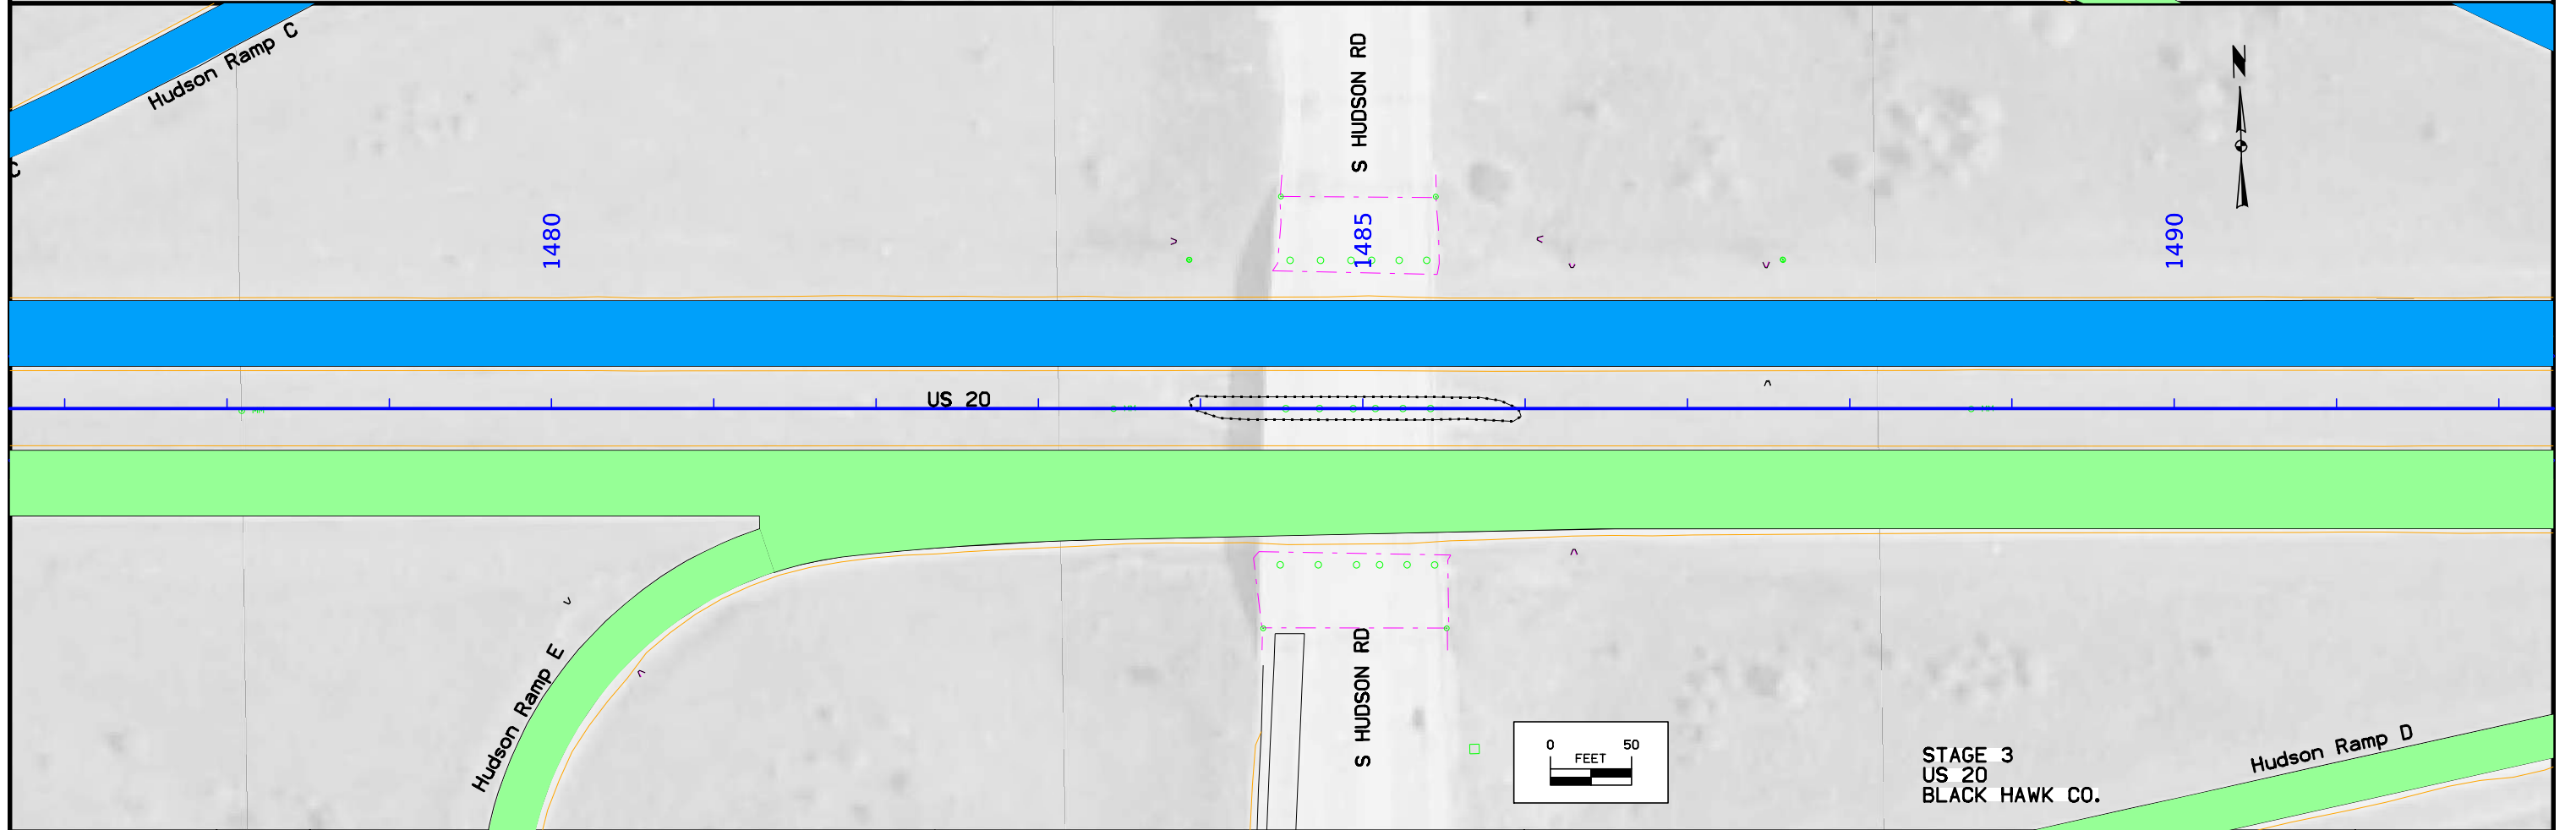 Hudson Ramp C
C
S HUDSON RD
N
1480
1485
1490
US 20
Hudson Ramp E
S HUDSON RD
0 50
FEET
STAGE 3
US 20
BLACK HAWK CO.
Hudson Ramp D